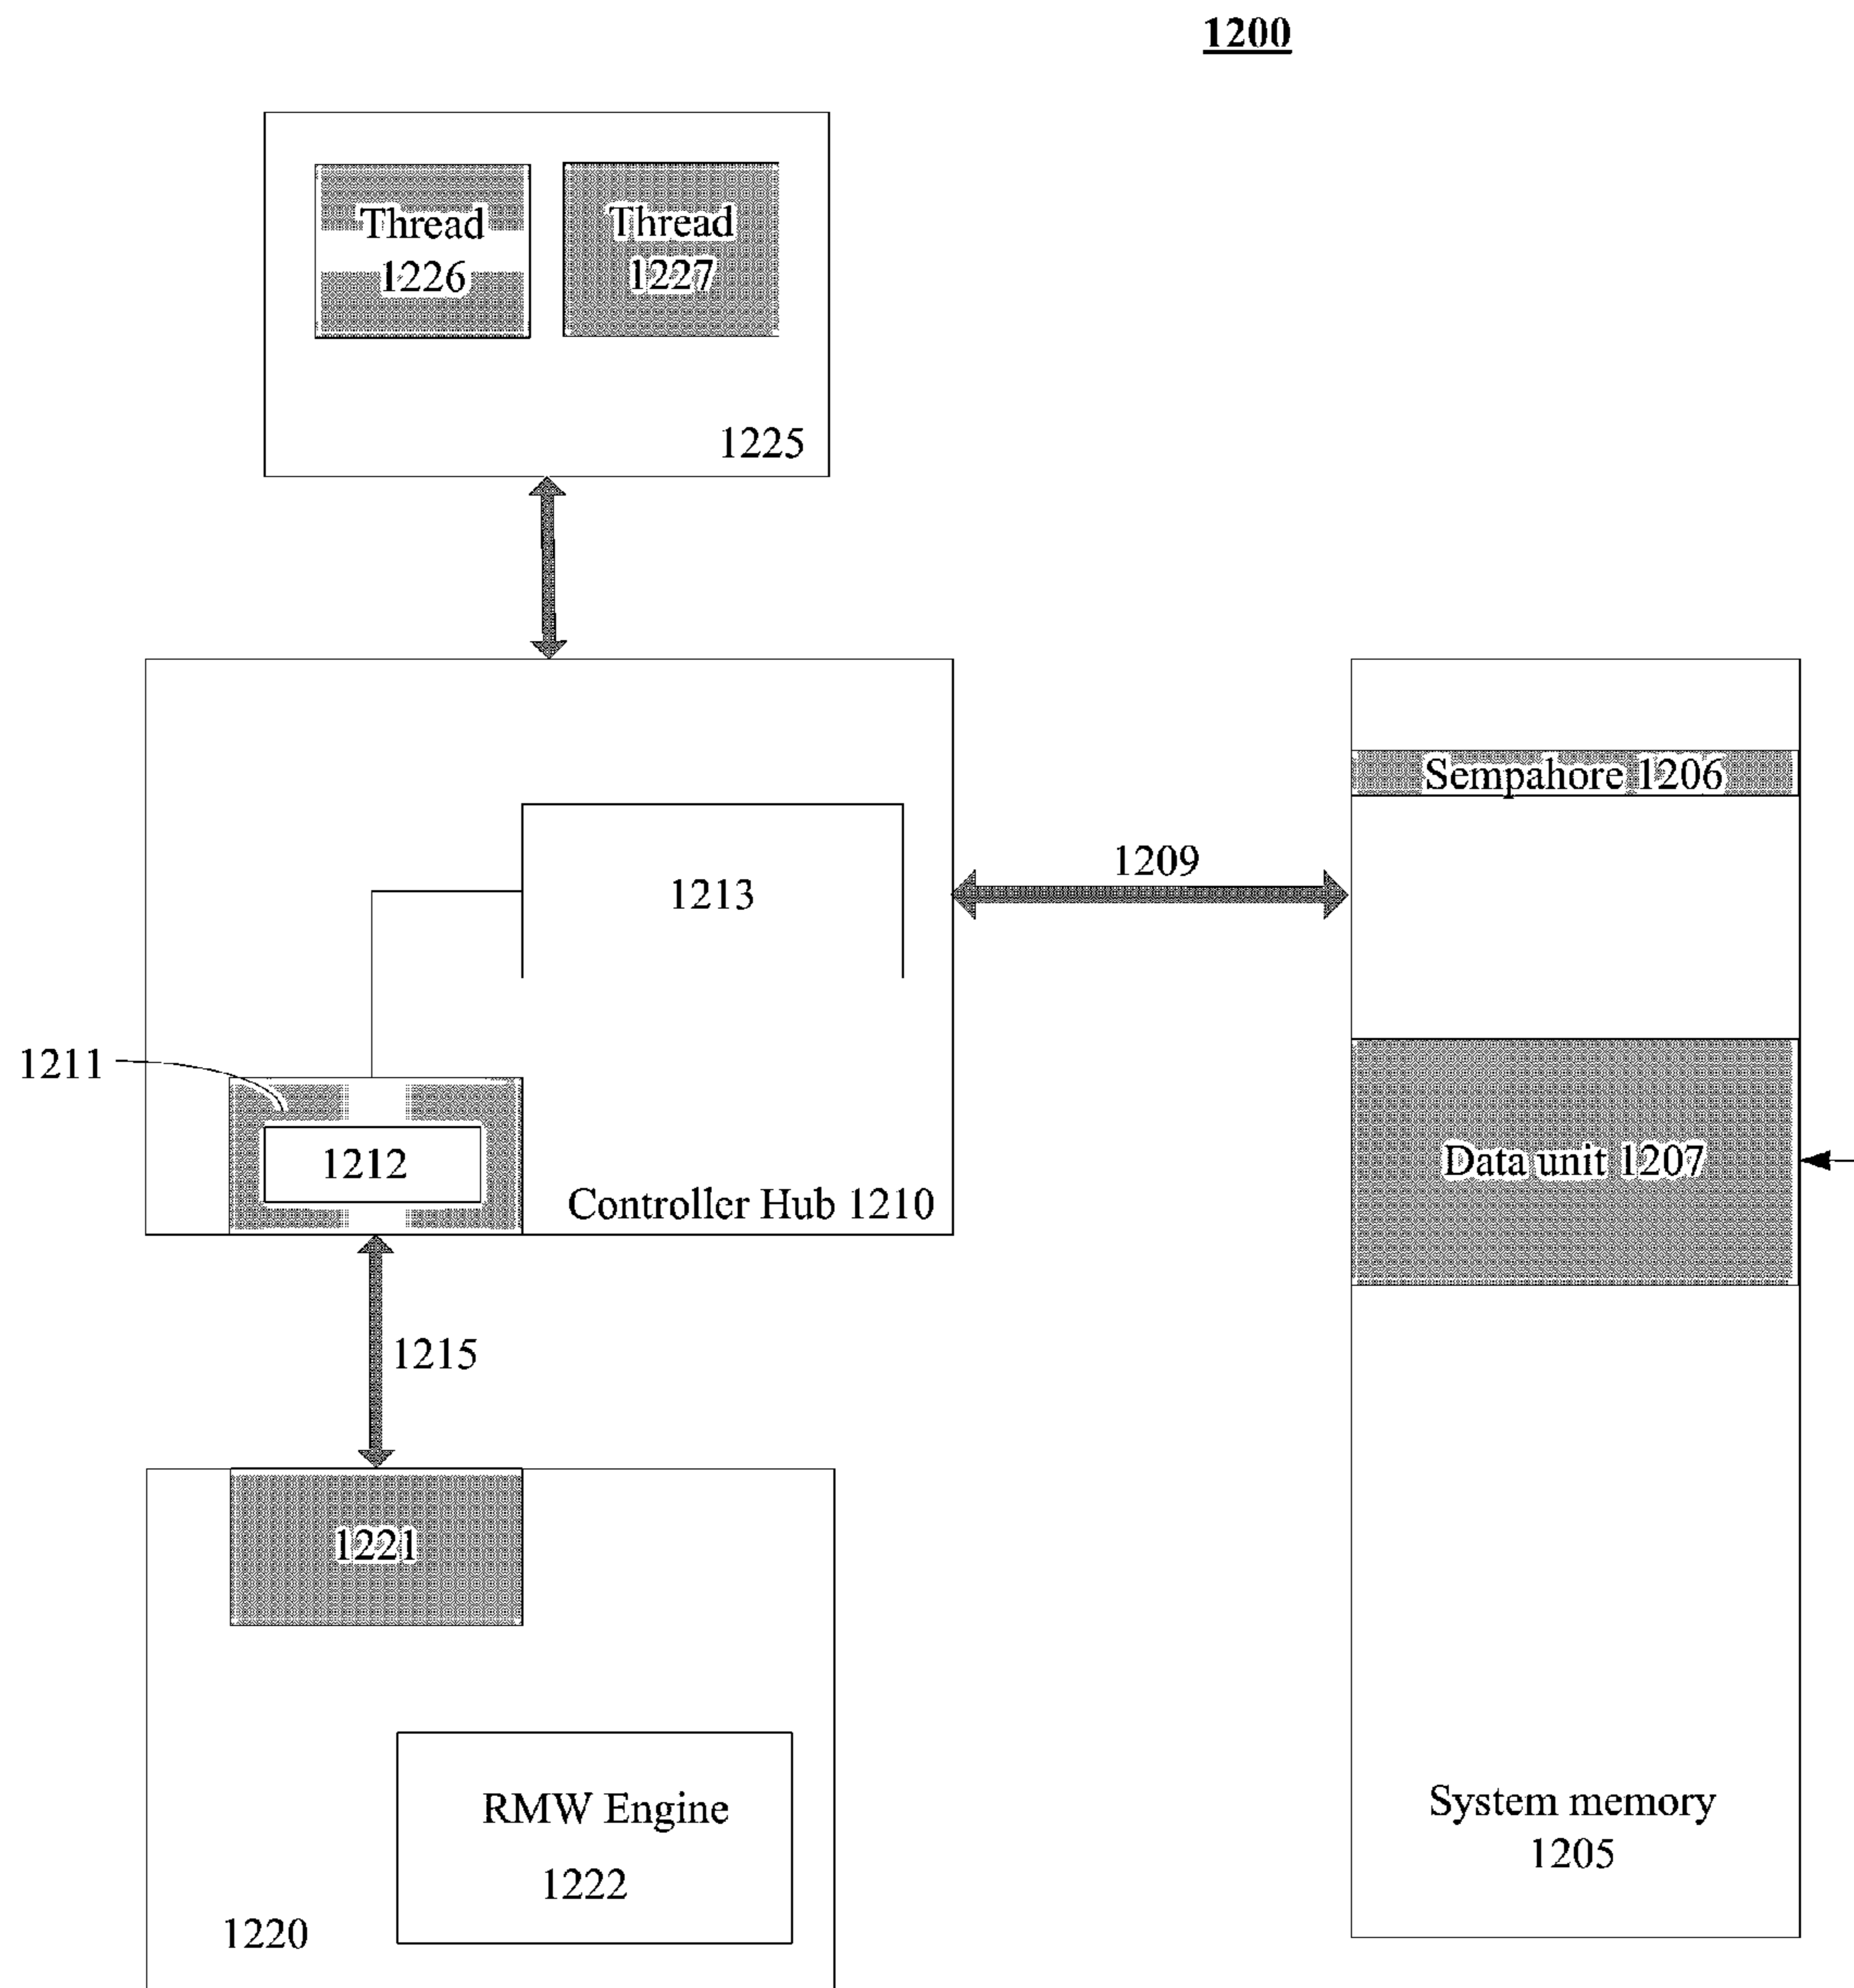 1200
Thread
1226
Thread
1227
1225
Sempahore 1206
1209
1213
1211
1212
Data unit 1207
Controller Hub 1210
1215
1221
RMW Engine
1222
System memory
1205
1220